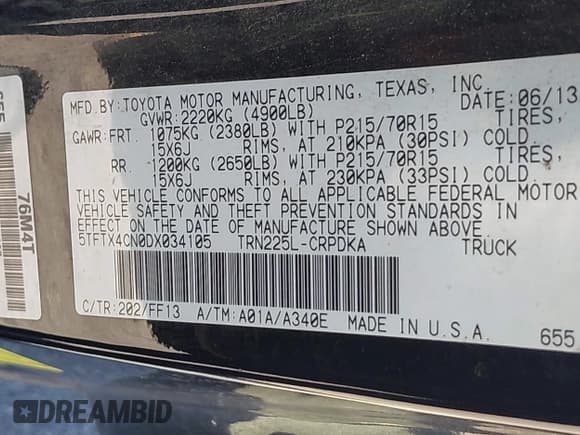 MFD.BY:TOYOTA MOTOR MANUFACTURING, TEXAS, INC.
GVWR:2220KG (4900LB) 06/13
GAWR:FRT. 1075KG (2380LB) WITH P215/70R15 TIRES,
15X6J RIMS, AT 210KPA (30PSI) COLD.
RR. 1200KG (2650LB) WITH P215/70R15 TIRES,
15X6J RIMS, AT 230KPA (33PSI) COLD.
THIS VEHICLE CONFORMS TO ALL APPLICABLE FEDERAL MOTOR
VEHICLE SAFETY AND THEFT PREVENTION STANDARDS IN
EFFECT ON THE DATE OF MANUFACTURE SHOWN ABOVE.
5TFTX4CN0DX034105 TRN225L-CRPDKA TRUCK
C/TR:202/FF13 A/TM:A01A/A340E MADE IN U.S.A. 655
655
76M4T
DREAMBID